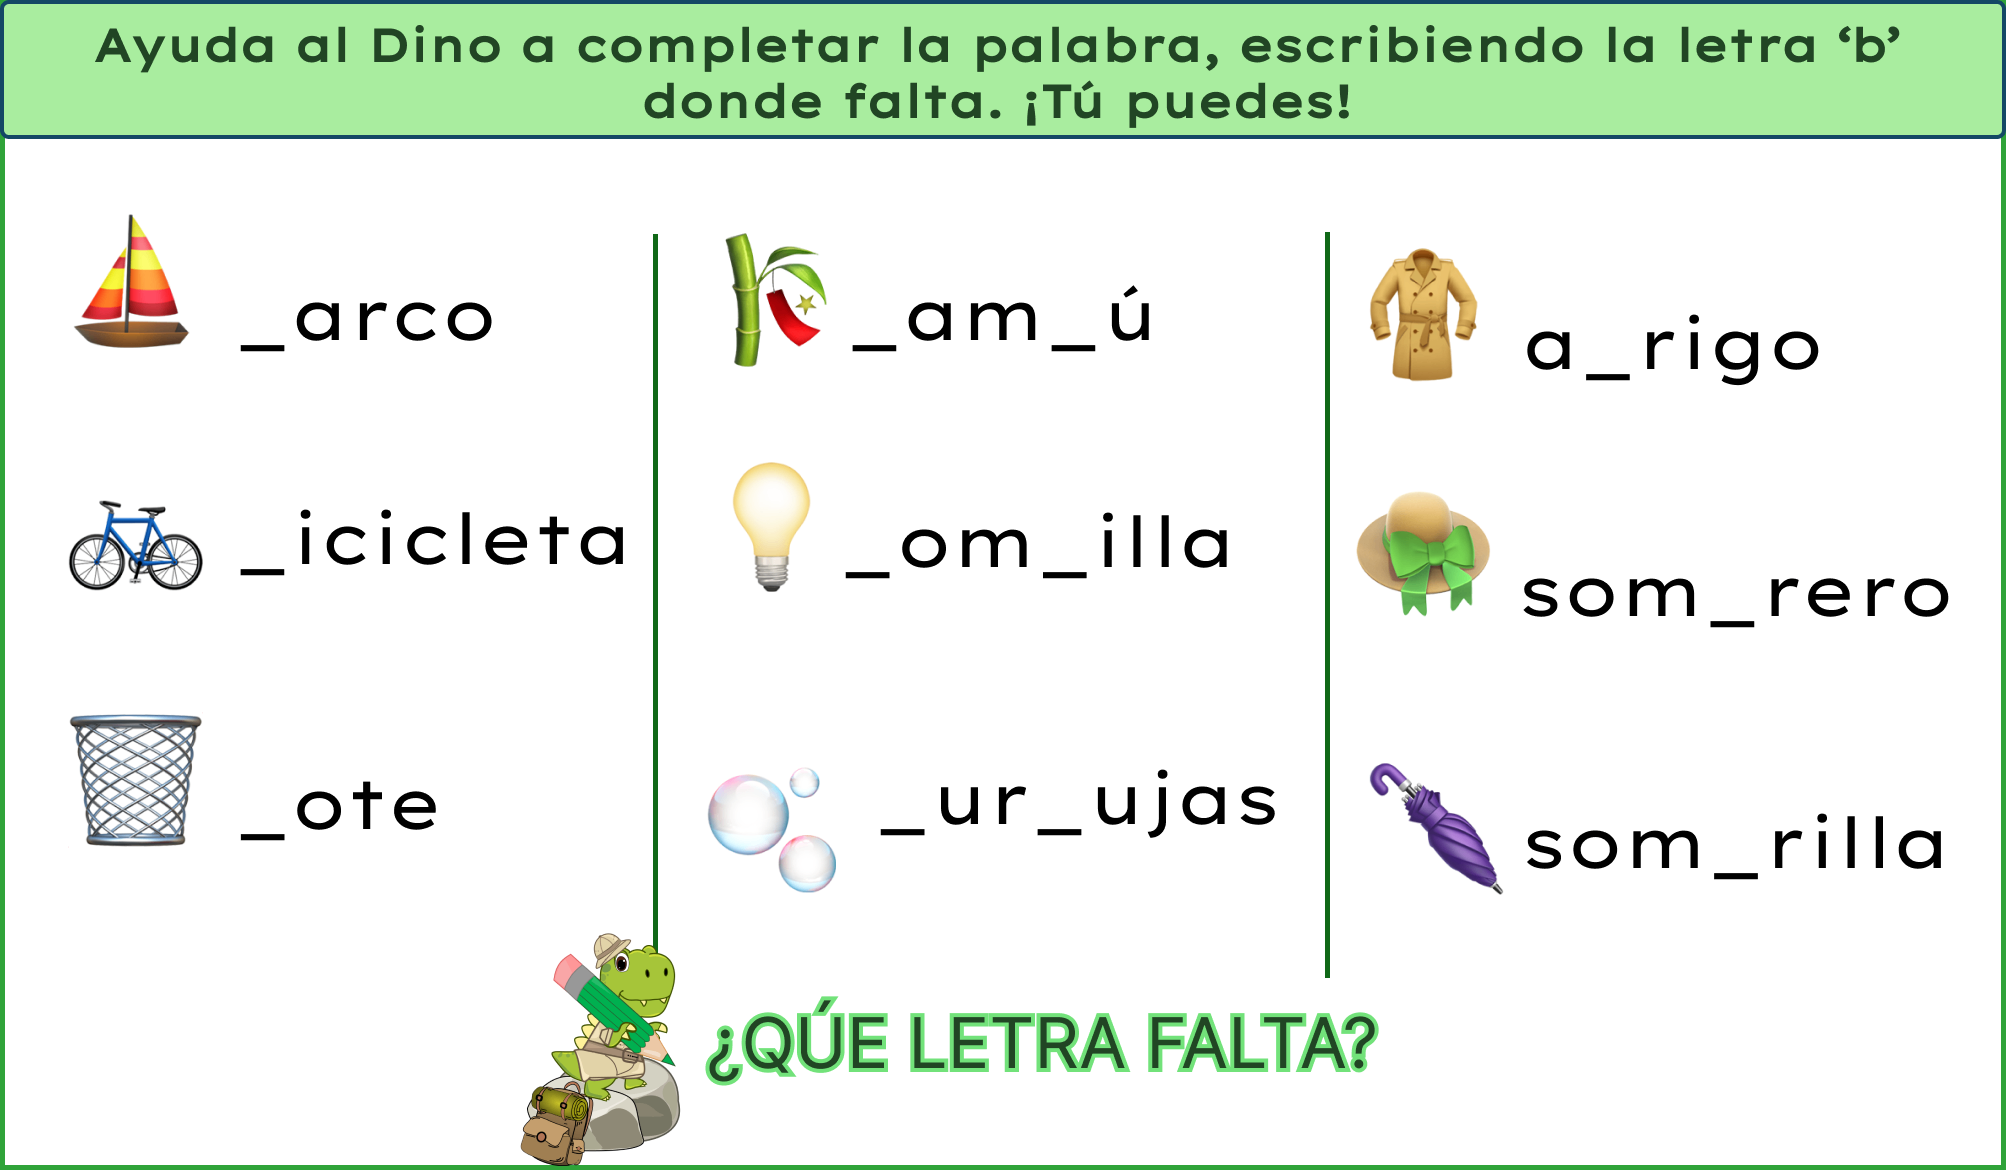 Ayuda al Dino a completar la palabra, escribiendo la letra ‘b’
donde falta. ¡Tú puedes!
_arco
_icicleta
_ote
_am_ú
_om_illa
_ur_ujas
a_rigo
som_rero
som_rilla
¿QÚE LETRA FALTA?